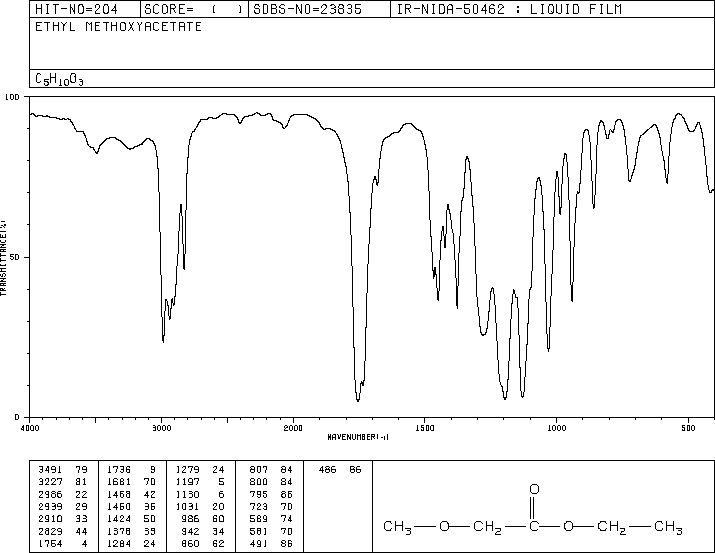 HIT-NO=204 SCORE= ( ) SDBS-NO=23835 IR-NIDA-50462 : LIQUID FILM
ETHYL METHOXYACETATE
C5H10O3
100
TRANSMITTANCE(%)
50
0
4000 3000 2000 1500 1000 500
WAVENUMBER(-1)
3491 79 1736 9 1279 24 807 84 486 86
3227 81 1681 70 1197 5 800 84
2986 22 1468 42 1130 6 795 86
2939 29 1450 35 1031 20 723 70
2910 33 1424 50 986 60 589 74
2829 44 1378 33 942 34 581 70
1754 4 1284 24 860 62 491 86
O
CH3 O CH2 C O CH2 CH3